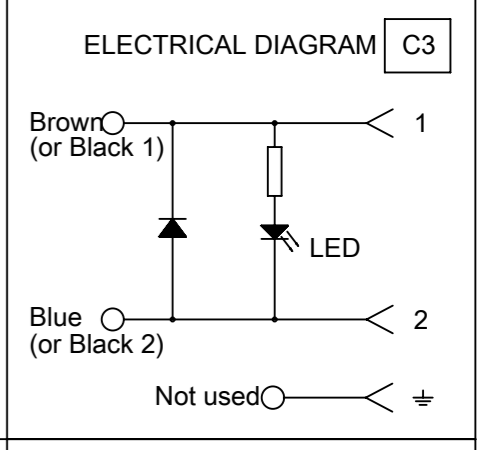 ELECTRICAL DIAGRAM C3
Brown 1
(or Black 1)
LED
Blue 2
(or Black 2)
Not used